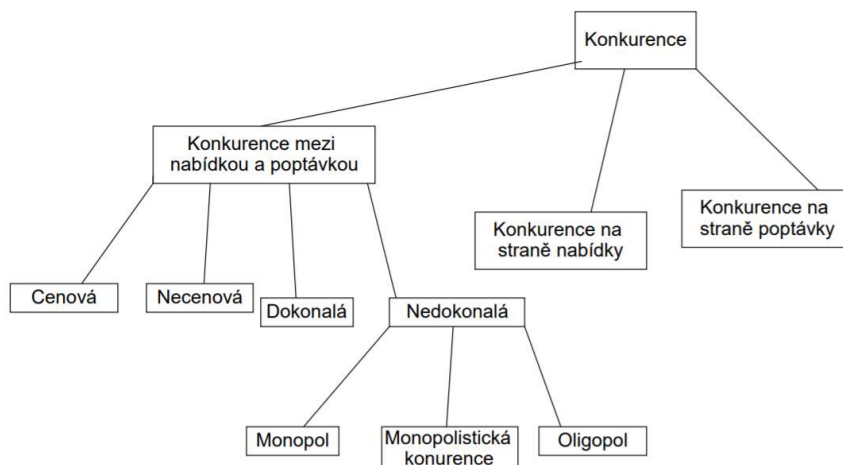 Konkurence
Konkurence mezi
nabídkou a poptávkou
Konkurence na
straně nabídky
Konkurence na
straně poptávky
Cenová
Necenová
Dokonalá
Nedokonalá
Monopol
Monopolistická
konurence
Oligopol